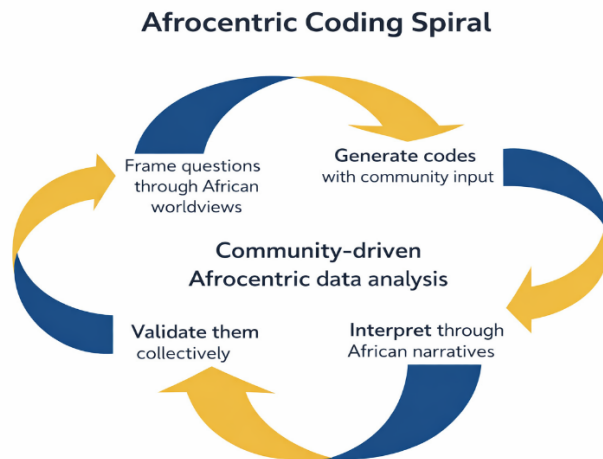 Afrocentric Coding Spiral
Frame questions
through African
worldviews
Generate codes
with community input
Community-driven
Afrocentric data analysis
Validate them
collectively
Interpret through
African narratives